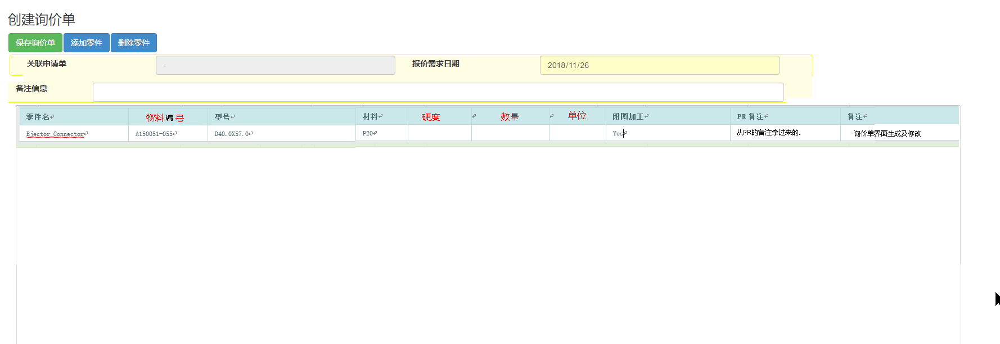 创建询价单
保存询价单 添加零件 删除零件
关联申请单 - 报价需求日期 2018/11/26
备注信息
零件名↵ 物料编号 型号↵ 材料↵ 硬度 ↵ 数量 ↵ 单位 附图加工↵ PR 备注↵ 备注↵
Ejector Connector↵ A150051-055↵ D40.0X57.0↵ P20↵ Yes↵ 从PR的备注拿过来的. 询价单界面生成及修改